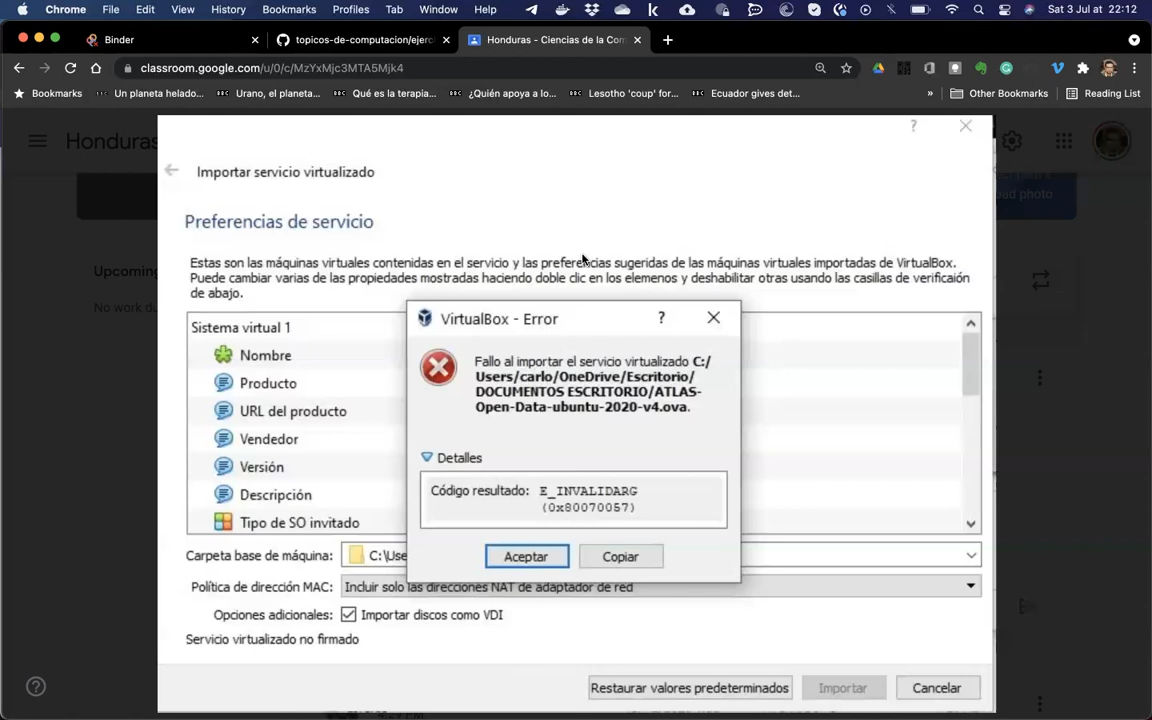 Chrome File Edit View History Bookmarks Profiles Tab Window Help Sat 3 Jul at 22:12
Binder topicos-de-computacion/ejerc Honduras - Ciencias de la Com
classroom.google.com/u/0/c/MzYxMjc3MTA5Mjk4
Bookmarks Un planeta helado... Urano, el planeta... Qué es la terapia... ¿Quién apoya a lo... Lesotho 'coup' for... Ecuador gives det... » Other Bookmarks Reading List
Honduras
Upcoming
No work du
Importar servicio virtualizado
Preferencias de servicio
Estas son las máquinas virtuales contenidas en el servicio y las preferencias sugeridas de las máquinas virtuales importadas de VirtualBox.
Puede cambiar varias de las propiedades mostradas haciendo doble clic en los elemenos y deshabilitar otras usando las casillas de verificaión
de abajo.
Sistema virtual 1
Nombre
Producto
URL del producto
Vendedor
Versión
Descripción
Tipo de SO invitado
VirtualBox - Error
Fallo al importar el servicio virtualizado C:/
Users/carlo/OneDrive/Escritorio/
DOCUMENTOS ESCRITORIO/ATLAS-
Open-Data-ubuntu-2020-v4.ova.
Detalles
Código resultado: E_INVALIDARG
(0x80070057)
Aceptar Copiar
Carpeta base de máquina: C:\Use
Política de dirección MAC: Incluir solo las direcciones NAT de adaptador de red
Opciones adicionales: Importar discos como VDI
Servicio virtualizado no firmado
Restaurar valores predeterminados Importar Cancelar